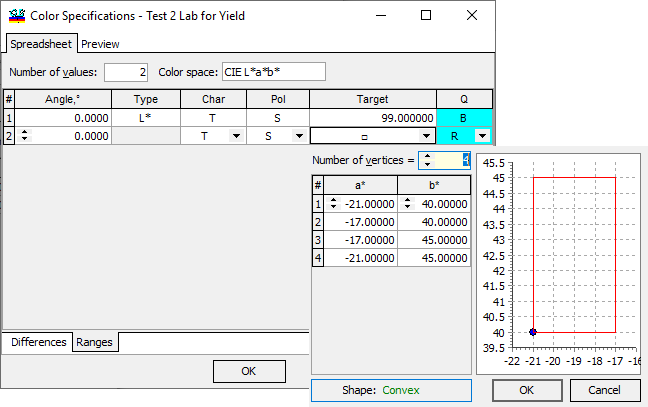 Color Specifications - Test 2 Lab for Yield
Spreadsheet Preview
Number of values: 2 Color space: CIE L*a*b*
# Angle,° Type Char Pol Target Q
1 0.0000 L* T S 99.000000 B
2 0.0000 T S R
Number of vertices = 4
# a* b*
1 -21.00000 40.00000
2 -17.00000 40.00000
3 -17.00000 45.00000
4 -21.00000 45.00000
45.5
45
44.5
44
43.5
43
42.5
42
41.5
41
40.5
40
39.5
-22 -21 -20 -19 -18 -17 -16
Differences Ranges
OK
Shape: Convex
OK Cancel